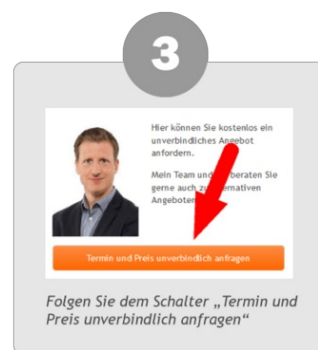 3
Hier können Sie kostenlos ein
unverbindliches Angebot
anfordern.
Mein Team und beraten Sie
gerne auch zu
Angeboten
Termin und Preis unverbindlich anfragen
Folgen Sie dem Schalter „Termin und
Preis unverbindlich anfragen“